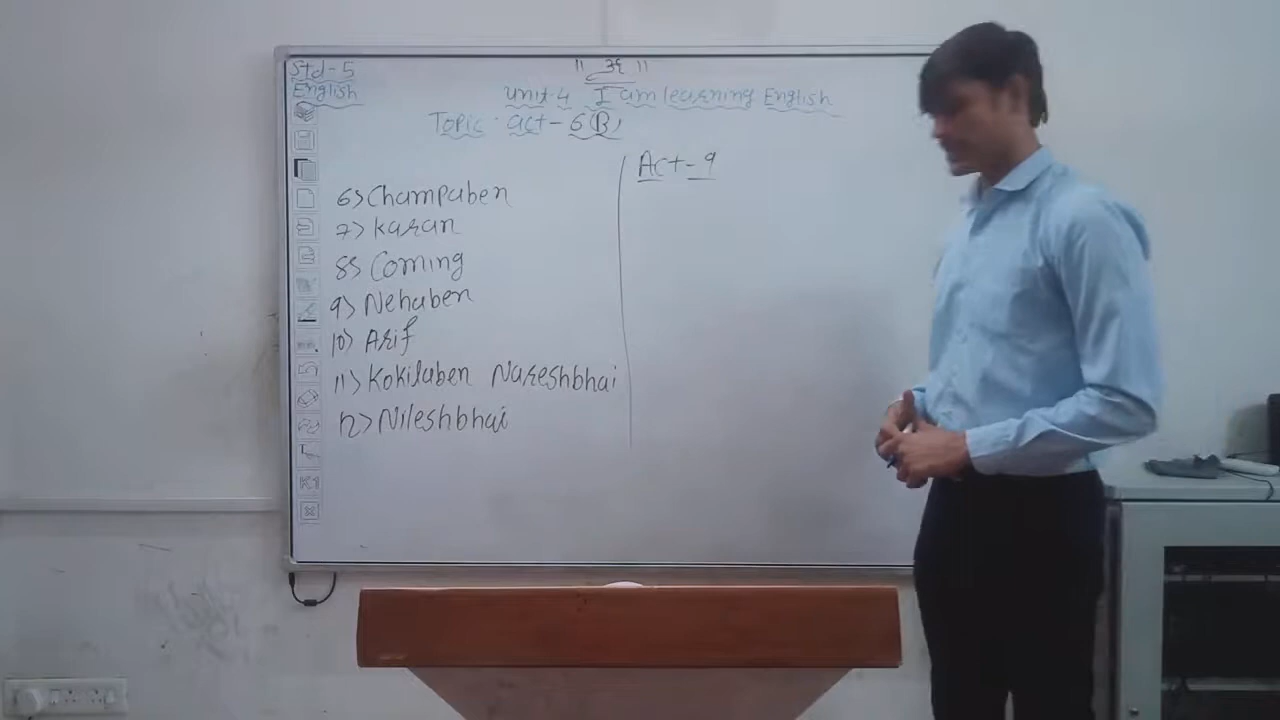 Std-5
English
॥ ૐ ॥
Unit-4 I am learning English
Topic: act-6(B)
6) Champaben
7) Karan
8) Coming
9) Nehaben
10) Arif
11) Kokilaben Nareshbhai
12) Nileshbhai
Act-9
K1